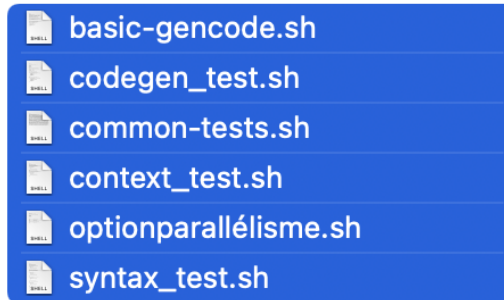 basic-gencode.sh
codegen_test.sh
common-tests.sh
context_test.sh
optionparallélisme.sh
syntax_test.sh